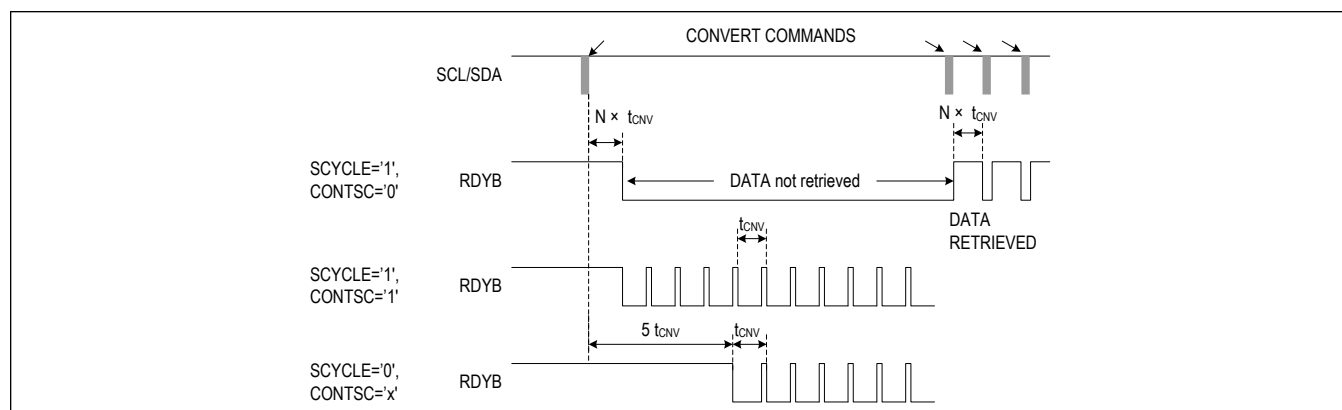 CONVERT COMMANDS
SCL/SDA
N × tCNV
N × tCNV
SCYCLE='1',
CONTSC='0'
RDYB
DATA not retrieved
DATA
RETRIEVED
tCNV
SCYCLE='1',
CONTSC='1'
RDYB
5 tCNV
tCNV
SCYCLE='0',
CONTSC='x'
RDYB